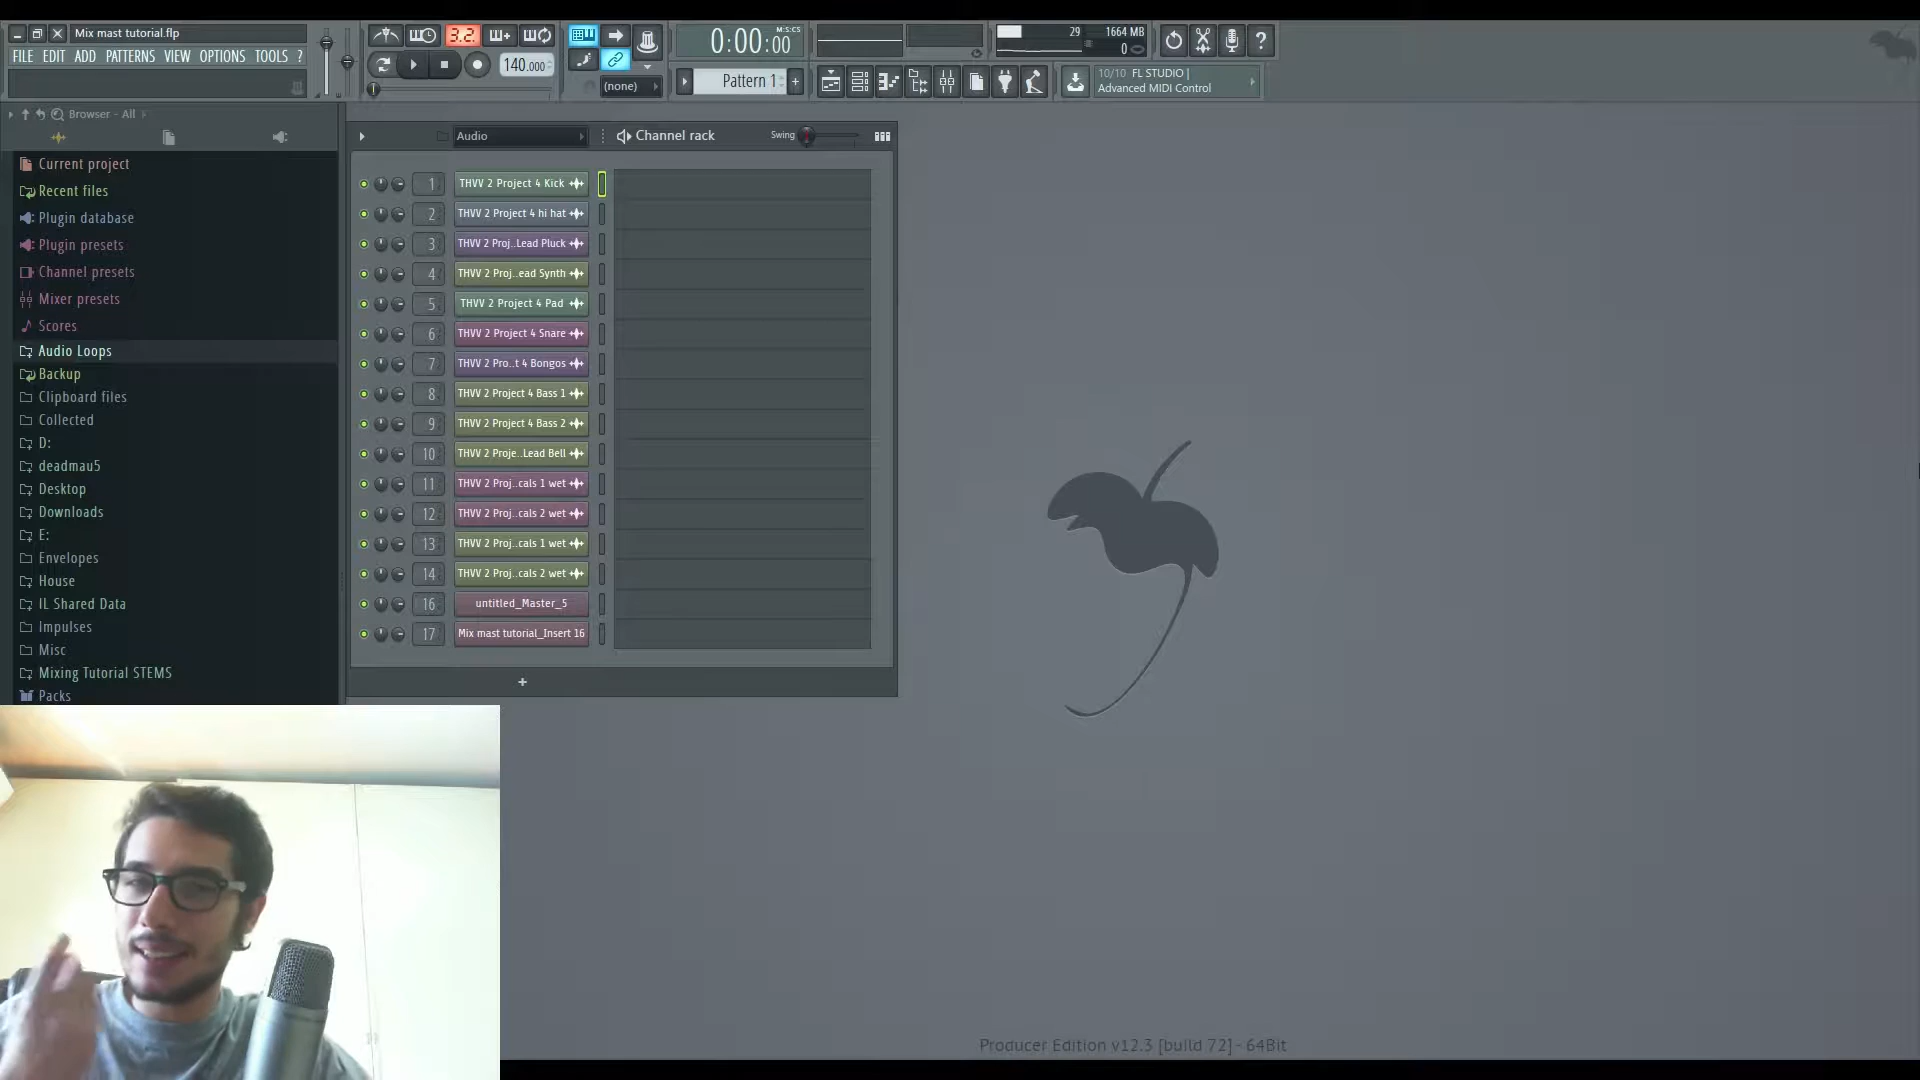 Mix mast tutorial.flp
FILE EDIT ADD PATTERNS VIEW OPTIONS TOOLS ?
3.2
140.000
(none)
0:00:00
M:S:CS
Pattern 1
+
29
1664 MB
0
?
10/10 FL STUDIO |
Advanced MIDI Control
Browser - All
Current project
Recent files
Plugin database
Plugin presets
Channel presets
Mixer presets
Scores
Audio Loops
Backup
Clipboard files
Collected
D:
deadmau5
Desktop
Downloads
E:
Envelopes
House
IL Shared Data
Impulses
Misc
Mixing Tutorial STEMS
Packs
Audio
Channel rack
Swing
1 THVV 2 Project 4 Kick
2 THVV 2 Project 4 hi hat
3 THVV 2 Proj..Lead Pluck
4 THVV 2 Proj..ead Synth
5 THVV 2 Project 4 Pad
6 THVV 2 Project 4 Snare
7 THVV 2 Pro..t 4 Bongos
8 THVV 2 Project 4 Bass 1
9 THVV 2 Project 4 Bass 2
10 THVV 2 Proje..Lead Bell
11 THVV 2 Proj..cals 1 wet
12 THVV 2 Proj..cals 2 wet
13 THVV 2 Proj..cals 1 wet
14 THVV 2 Proj..cals 2 wet
16 untitled_Master_5
17 Mix mast tutorial_Insert 16
+
Producer Edition v12.3 [build 72] - 64Bit